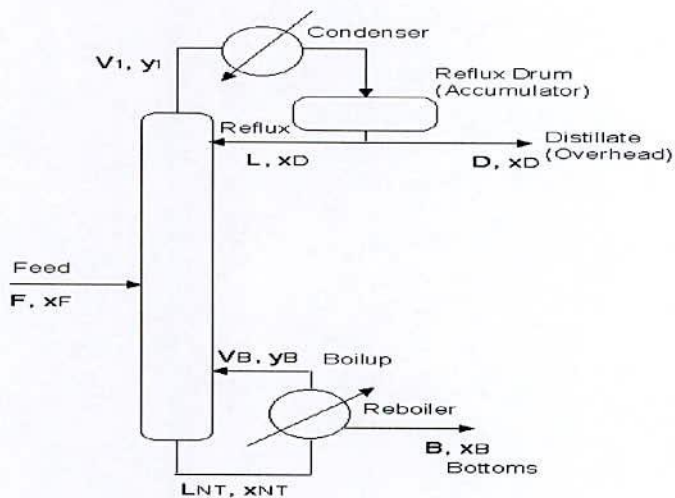 Condenser
V1, y1
Reflux Drum
(Accumulator)
Reflux
L, xD
D, xD
Distillate
(Overhead)
Feed
F, xF
VB, yB
Boilup
Reboiler
B, xB
Bottoms
LNT, xNT